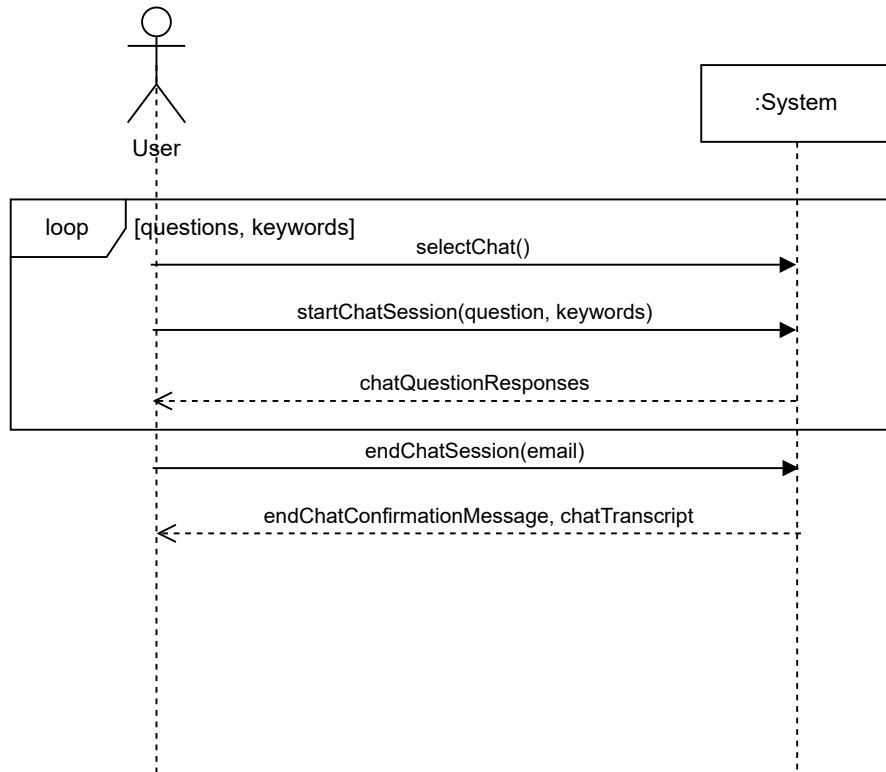 :System
User
loop
[questions, keywords]
selectChat()
startChatSession(question, keywords)
chatQuestionResponses
endChatSession(email)
endChatConfirmationMessage, chatTranscript